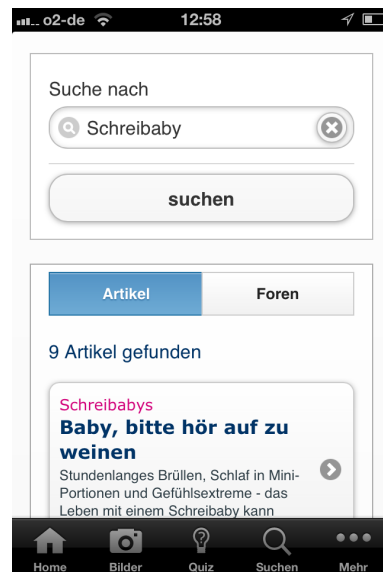 o2-de 12:58
Suche nach
Schreibaby
suchen
Artikel Foren
9 Artikel gefunden
Schreibabys
Baby, bitte hör auf zu
weinen
Stundenlanges Brüllen, Schlaf in Mini-
Portionen und Gefühlsextreme - das
Leben mit einem Schreibaby kann
Home Bilder Quiz Suchen Mehr